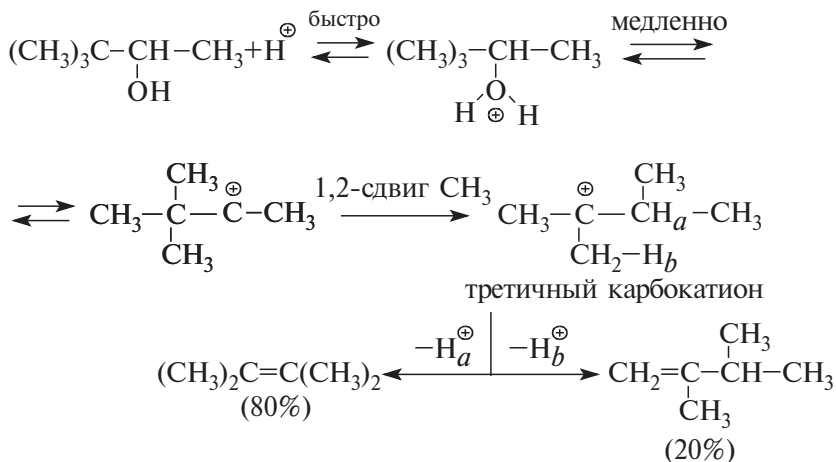 (CH₃)₃C−CH−CH₃+H⊕ быстро (CH₃)₃−CH−CH₃ медленно
OH O H H ⊕
CH₃
CH₃−C−C−CH₃ ⊕ 1,2-сдвиг CH₃ CH₃−C−CHa−CH₃ ⊕ CH₃
CH₃ CH₂−Hb
третичный карбокатион
−Ha⊕ −Hb⊕ CH₃
(CH₃)₂C=C(CH₃)₂ CH₂=C−CH−CH₃
(80%) CH₃
(20%)